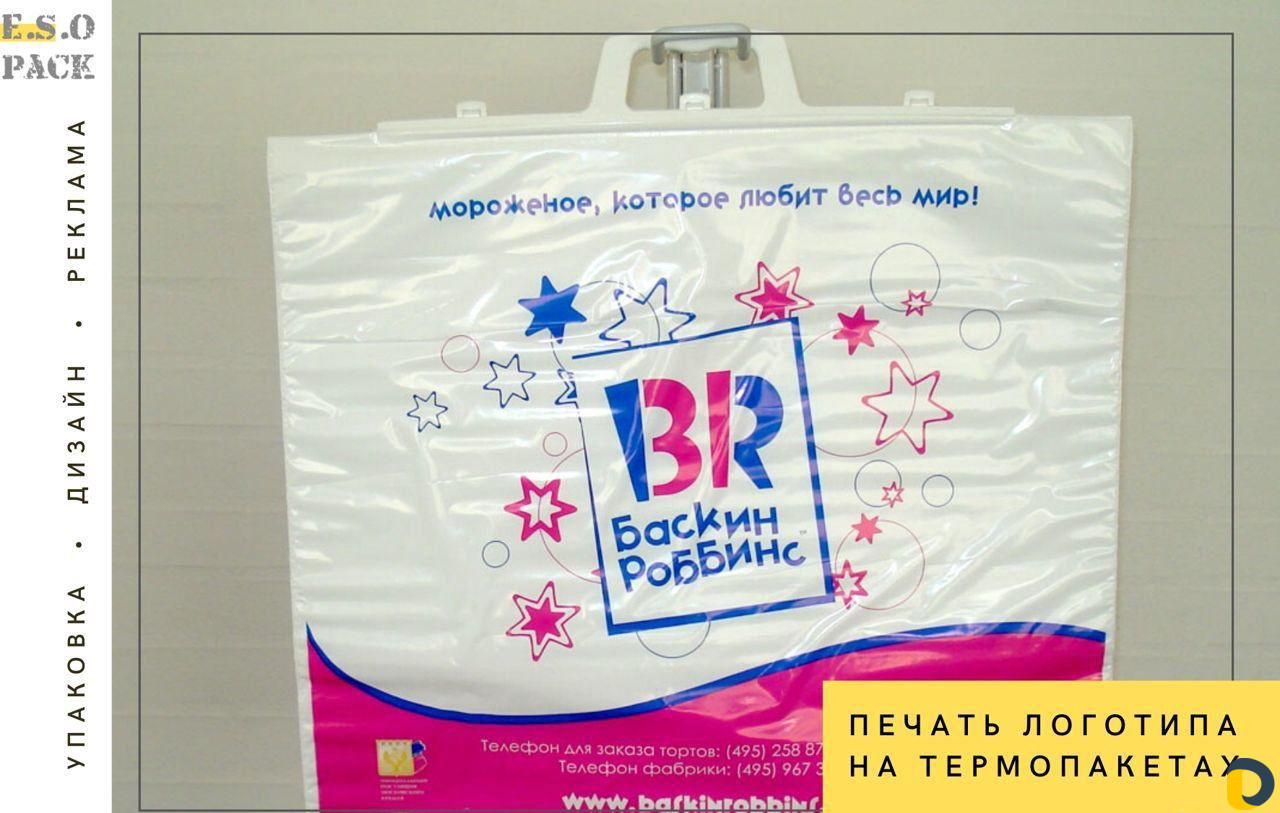 E.S.O
PACK
УПАКОВКА • ДИЗАЙН • РЕКЛАМА
мороженое, которое любит весь мир!
BR
Баскин
Роббинс
™
Телефон для заказа тортов: (495) 258 87
Телефон фабрики: (495) 967 3
www.baskinrobbins.
ПЕЧАТЬ ЛОГОТИПА
НА ТЕРМОПАКЕТАХ